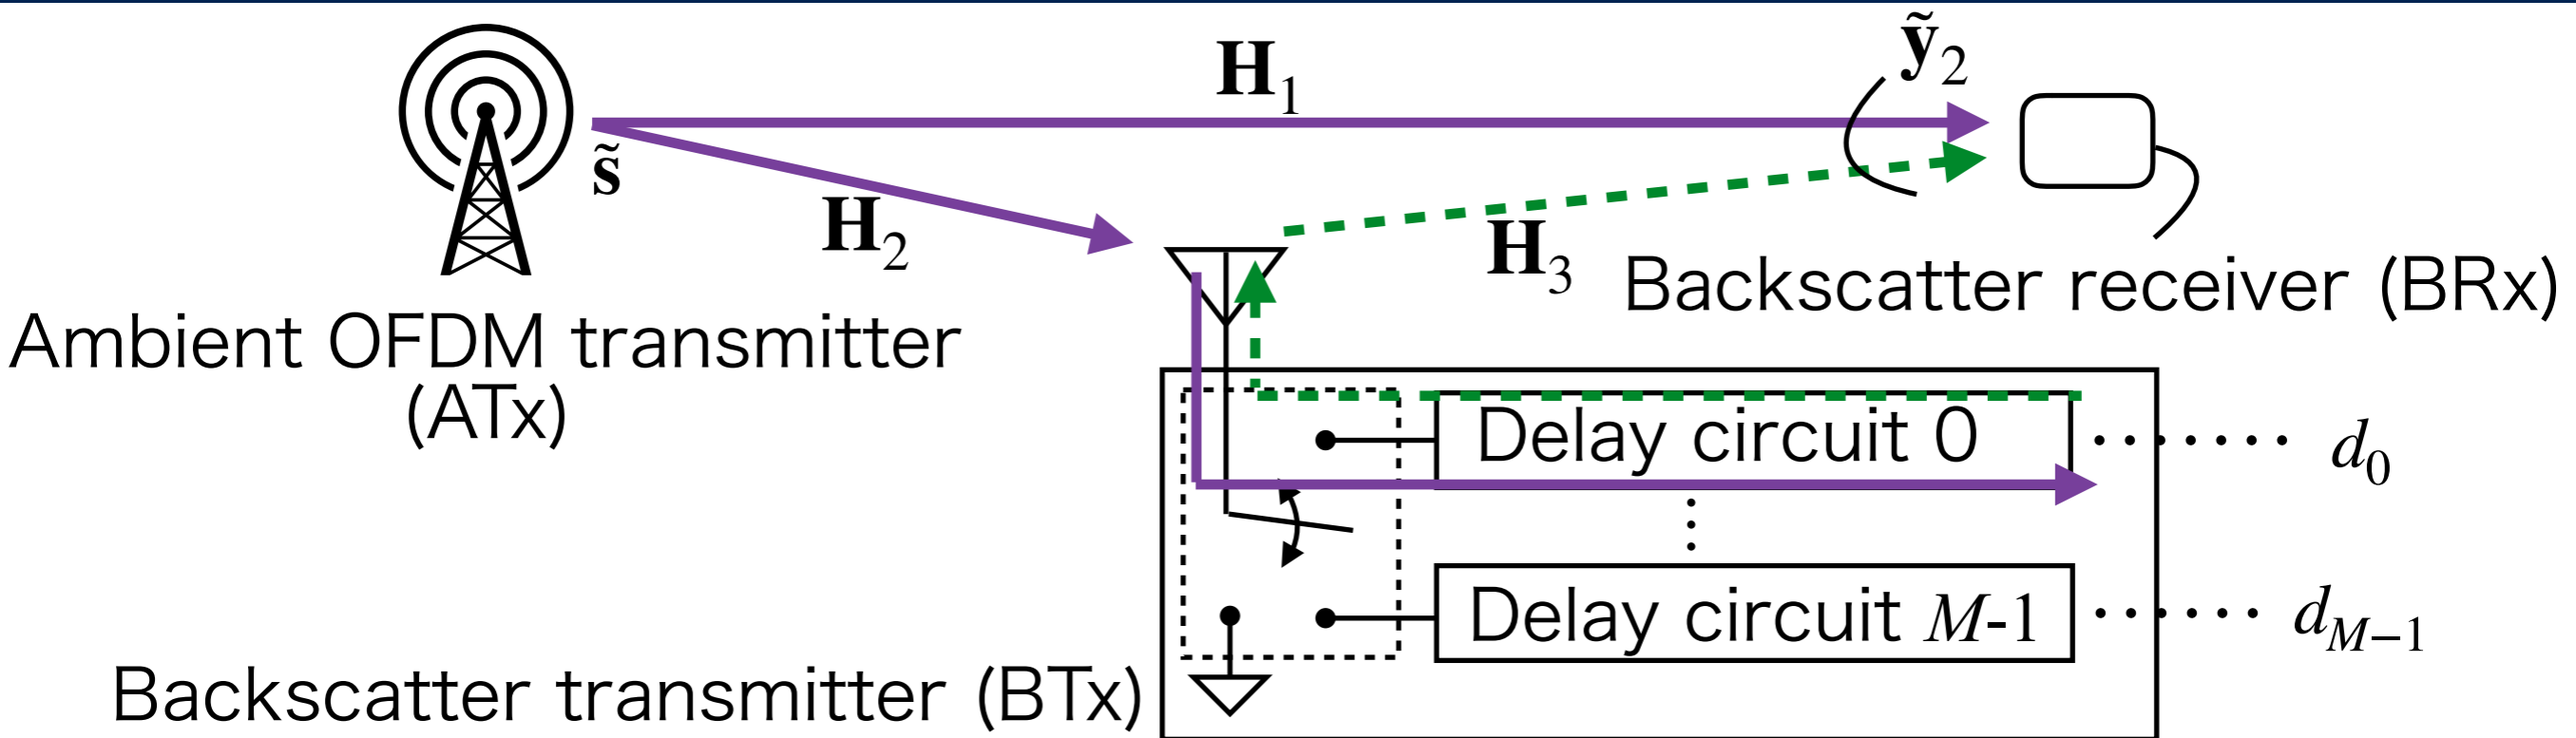 H₁
ỹ₂
s̃
H₂
H₃
Backscatter receiver (BRx)
Ambient OFDM transmitter
(ATx)
Delay circuit 0
d₀
⋮
Delay circuit M-1
d_{M−1}
Backscatter transmitter (BTx)